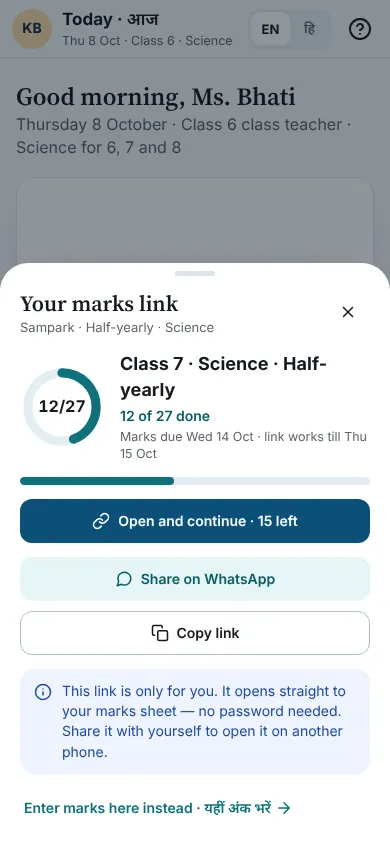 KB
Today · आज
Thu 8 Oct · Class 6 · Science
EN
हि
Good morning, Ms. Bhati
Thursday 8 October · Class 6 class teacher ·
Science for 6, 7 and 8
Your marks link
Sampark · Half-yearly · Science
12/27
Class 7 · Science · Half-
yearly
12 of 27 done
Marks due Wed 14 Oct · link works till Thu
15 Oct
Open and continue · 15 left
Share on WhatsApp
Copy link
This link is only for you. It opens straight to
your marks sheet — no password needed.
Share it with yourself to open it on another
phone.
Enter marks here instead · यहीं अंक भरें →